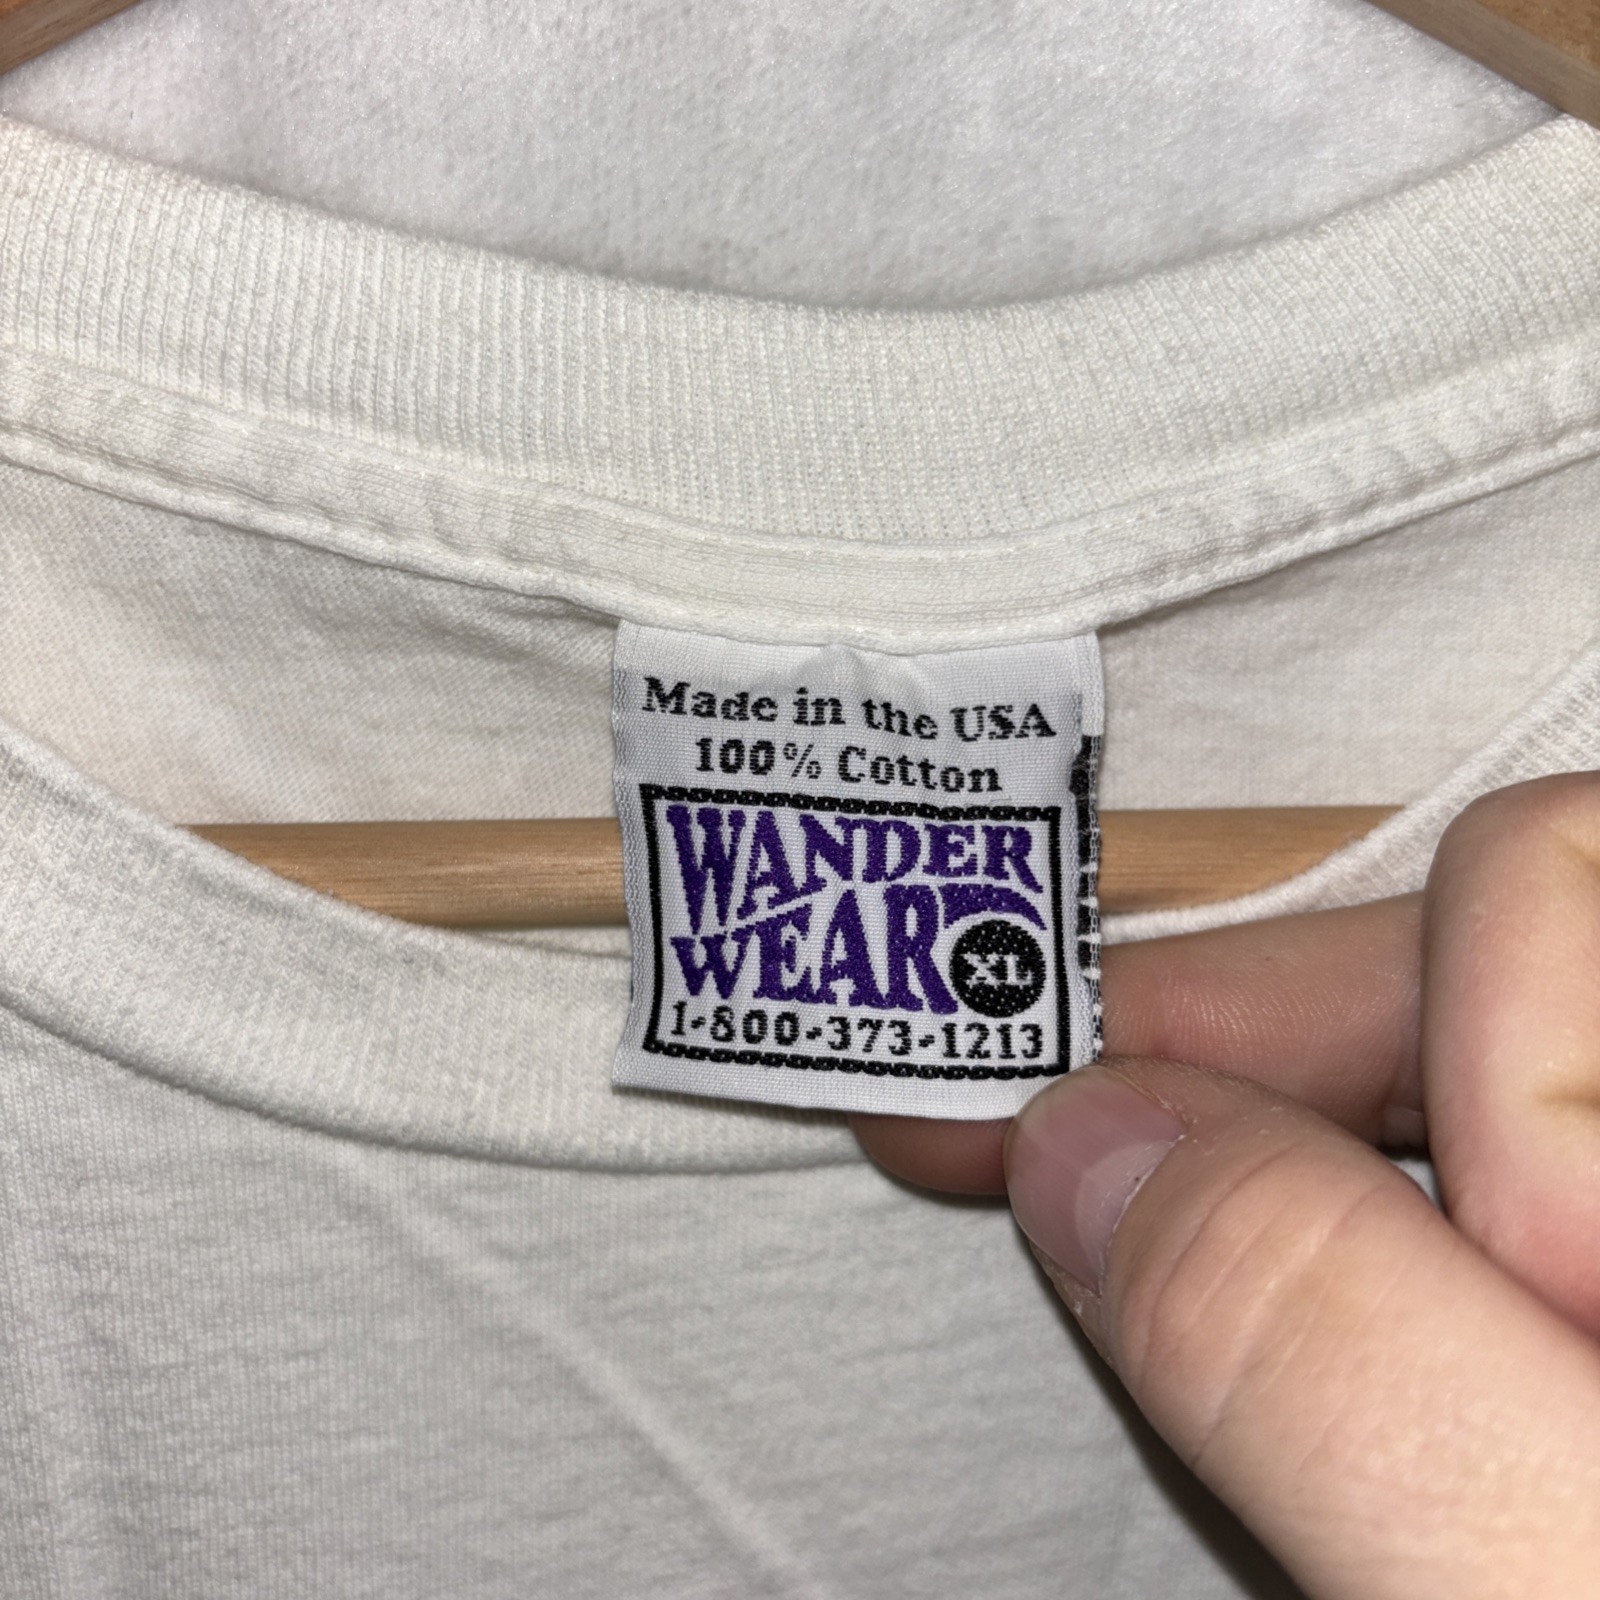 Made in the USA
100% Cotton
WANDER
WEAR
XL
1-800-373-1213